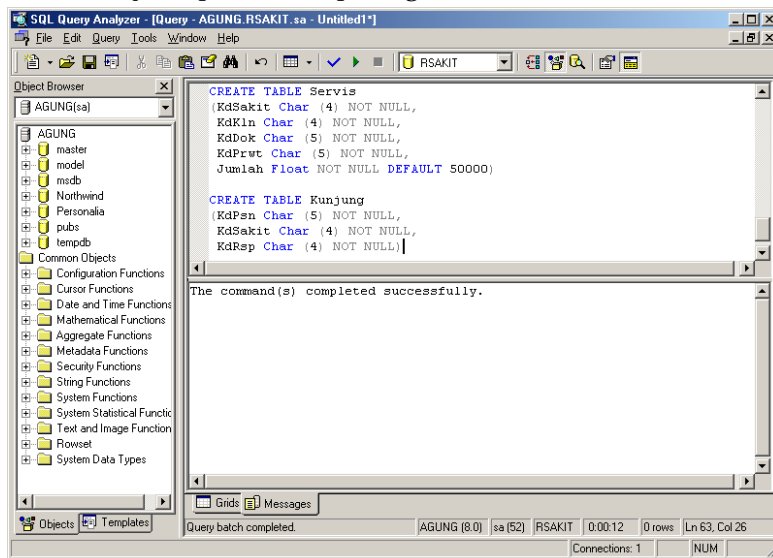 SQL Query Analyzer - [Query - AGUNG.RSAKIT.sa - Untitled1*]
File Edit Query Tools Window Help
RSAKIT
Object Browser
AGUNG(sa)
AGUNG
master
model
msdb
Northwind
Personalia
pubs
tempdb
Common Objects
Configuration Functions
Cursor Functions
Date and Time Functions
Mathematical Functions
Aggregate Functions
Metadata Functions
Security Functions
String Functions
System Functions
System Statistical Functic
Text and Image Function
Rowset
System Data Types
Objects Templates
CREATE TABLE Servis
(KdSakit Char (4) NOT NULL,
KdKln Char (4) NOT NULL,
KdDok Char (5) NOT NULL,
KdPrwt Char (5) NOT NULL,
Jumlah Float NOT NULL DEFAULT 50000)
CREATE TABLE Kunjung
(KdPsn Char (5) NOT NULL,
KdSakit Char (4) NOT NULL,
KdRsp Char (4) NOT NULL)
The command(s) completed successfully.
Grids Messages
Query batch completed. AGUNG (8.0) sa (52) RSAKIT 0:00:12 0 rows Ln 63, Col 26
Connections: 1 NUM